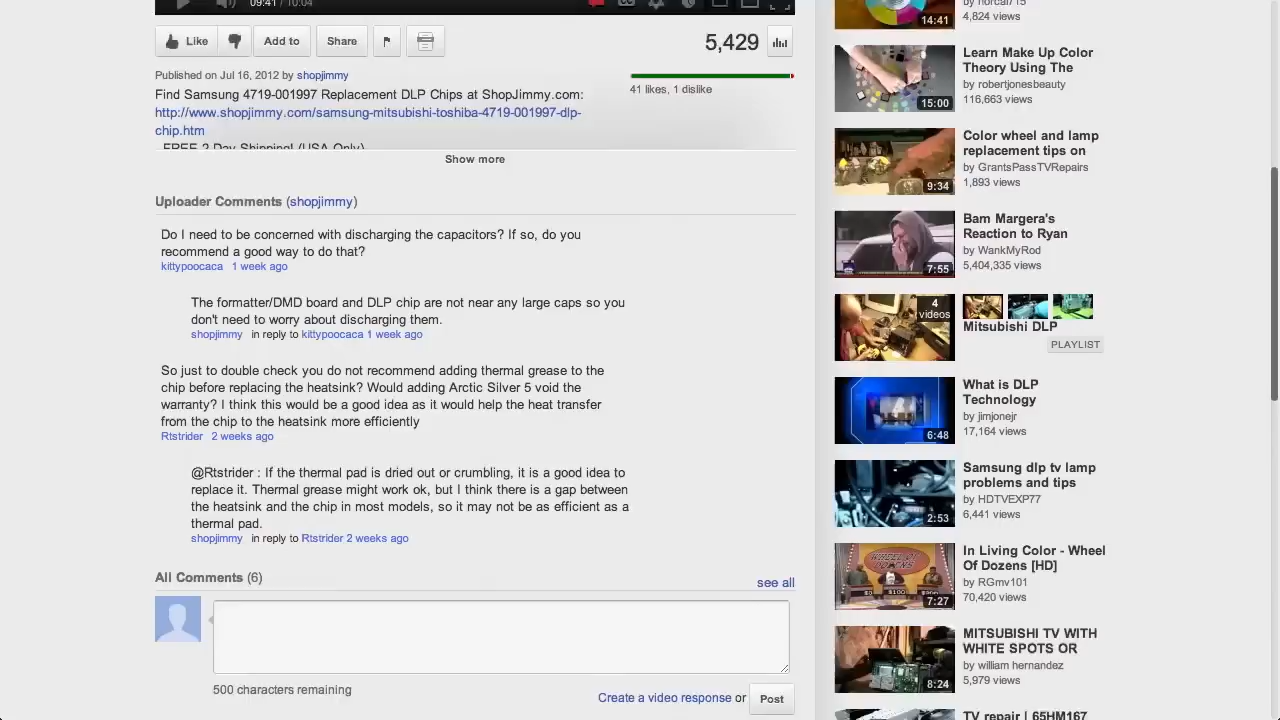 09:41 / 10:04
Like
Add to
Share
5,429
Published on Jul 16, 2012 by shopjimmy
41 likes, 1 dislike
Find Samsung 4719-001997 Replacement DLP Chips at ShopJimmy.com:
http://www.shopjimmy.com/samsung-mitsubishi-toshiba-4719-001997-dlp-
chip.htm
- FREE 2 Day Shipping! (USA Only)
Show more
Uploader Comments (shopjimmy)
Do I need to be concerned with discharging the capacitors? If so, do you
recommend a good way to do that?
kittypoocaca 1 week ago
The formatter/DMD board and DLP chip are not near any large caps so you
don't need to worry about discharging them.
shopjimmy in reply to kittypoocaca 1 week ago
So just to double check you do not recommend adding thermal grease to the
chip before replacing the heatsink? Would adding Arctic Silver 5 void the
warranty? I think this would be a good idea as it would help the heat transfer
from the chip to the heatsink more efficiently
Rtstrider 2 weeks ago
@Rtstrider : If the thermal pad is dried out or crumbling, it is a good idea to
replace it. Thermal grease might work ok, but I think there is a gap between
the heatsink and the chip in most models, so it may not be as efficient as a
thermal pad.
shopjimmy in reply to Rtstrider 2 weeks ago
All Comments (6)
see all
500 characters remaining
Create a video response or
Post
14:41
by norcal715
4,824 views
15:00
Learn Make Up Color
Theory Using The
by robertjonesbeauty
116,663 views
9:34
Color wheel and lamp
replacement tips on
by GrantsPassTVRepairs
1,893 views
7:55
Bam Margera's
Reaction to Ryan
by WankMyRod
5,404,335 views
4
videos
Mitsubishi DLP
PLAYLIST
6:48
What is DLP
Technology
by jimjonejr
17,164 views
2:53
Samsung dlp tv lamp
problems and tips
by HDTVEXP77
6,441 views
WHEEL OF
DOZENS
$100
7:27
In Living Color - Wheel
Of Dozens [HD]
by RGmv101
70,420 views
8:24
MITSUBISHI TV WITH
WHITE SPOTS OR
by william hernandez
5,979 views
TV repair | 65HM167